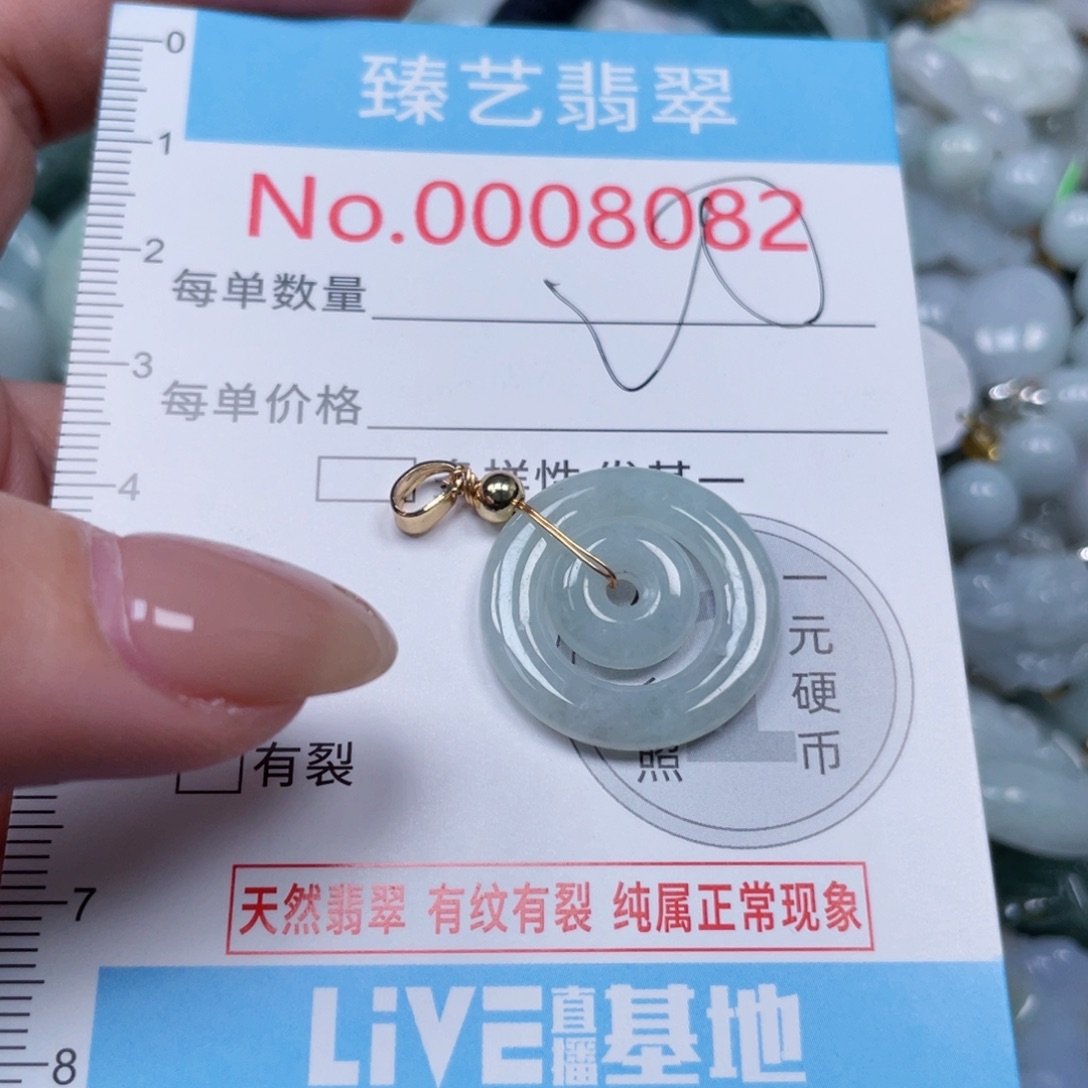 0
臻艺翡翠
1
No.0008082
2
每单数量
3
每单价格
4
样性
一元硬币
照
有裂
7
天然翡翠 有纹有裂 纯属正常现象
LiVE直播基地
8